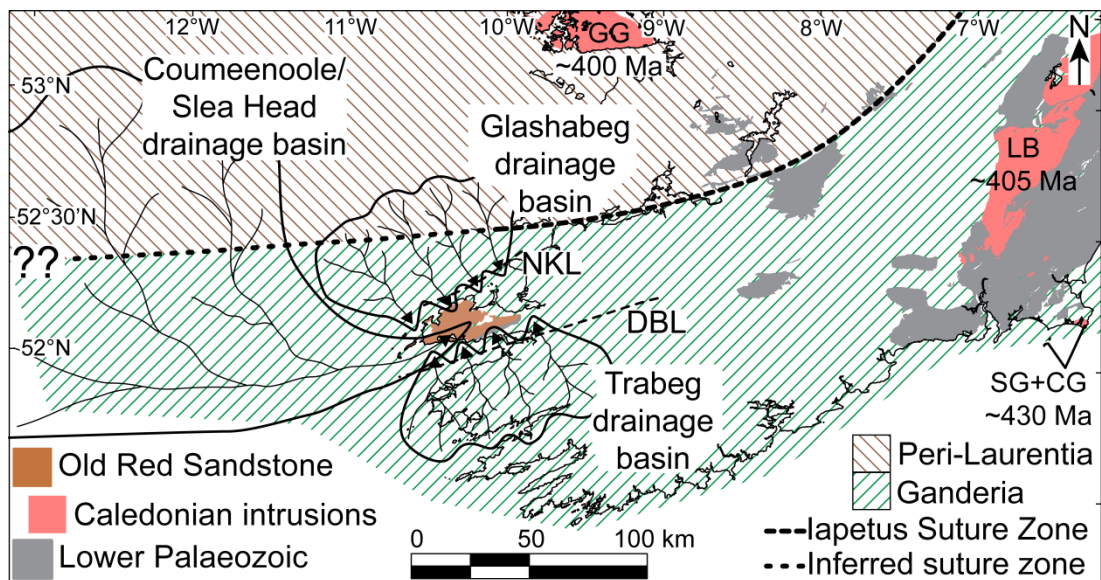 12°W
11°W
10°W
9°W
8°W
7°W
GG
~400 Ma
N
53°N
Coumeenoole/
Slea Head
drainage basin
Glashabeg
drainage
basin
LB
~405 Ma
52°30'N
??
NKL
DBL
52°N
Trabeg
drainage
basin
SG+CG
~430 Ma
Old Red Sandstone
Caledonian intrusions
Lower Palaeozoic
0
50
100 km
Peri-Laurentia
Ganderia
Iapetus Suture Zone
Inferred suture zone